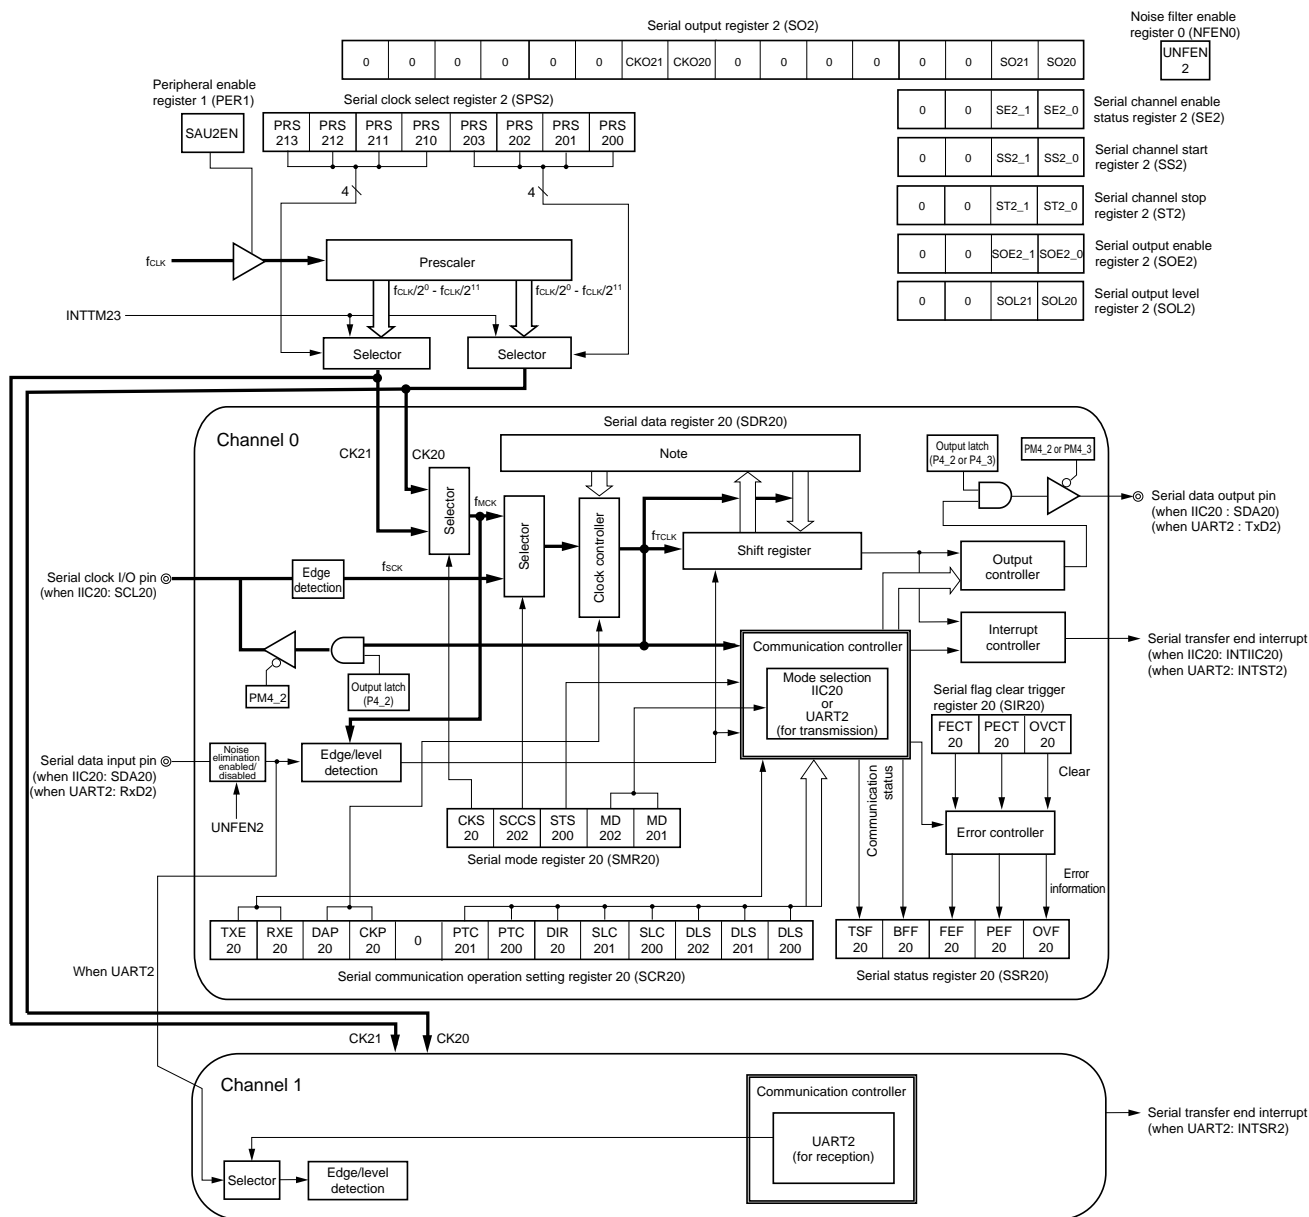 Serial output register 2 (SO2)
0 0 0 0 0 0 CKO21 CKO20 0 0 0 0 0 0 SO21 SO20
Noise filter enable
register 0 (NFEN0)
UNFEN
2
Peripheral enable
register 1 (PER1)
SAU2EN
Serial clock select register 2 (SPS2)
PRS PRS PRS PRS PRS PRS PRS PRS
213 212 211 210 203 202 201 200
4
4
0 0 SE2_1 SE2_0
Serial channel enable
status register 2 (SE2)
0 0 SS2_1 SS2_0
Serial channel start
register 2 (SS2)
0 0 ST2_1 ST2_0
Serial channel stop
register 2 (ST2)
0 0 SOE2_1 SOE2_0
Serial output enable
register 2 (SOE2)
0 0 SOL21 SOL20
Serial output level
register 2 (SOL2)
fCLK
Prescaler
fCLK/2⁰ - fCLK/2¹¹
fCLK/2⁰ - fCLK/2¹¹
INTTM23
Selector
Selector
Channel 0
CK21
CK20
Serial data register 20 (SDR20)
Note
Output latch
(P4_2 or P4_3)
PM4_2 or PM4_3
Serial data output pin
(when IIC20 : SDA20)
(when UART2 : TxD2)
Selector
fMCK
Selector
Clock controller
fTCLK
Shift register
Output
controller
Serial clock I/O pin
(when IIC20: SCL20)
Edge
detection
fSCK
Interrupt
controller
Serial transfer end interrupt
(when IIC20: INTIIC20)
(when UART2: INTST2)
PM4_2
Output latch
(P4_2)
Communication controller
Mode selection
IIC20
or
UART2
(for transmission)
Serial flag clear trigger
register 20 (SIR20)
FECT PECT OVCT
20 20 20
Clear
Serial data input pin
(when IIC20: SDA20)
(when UART2: RxD2)
Noise
elimination
enabled/
disabled
UNFEN2
Edge/level
detection
CKS SCCS STS MD MD
20 202 200 202 201
Serial mode register 20 (SMR20)
Communication
status
Error controller
Error
information
TXE RXE DAP CKP 0 PTC PTC DIR SLC SLC DLS DLS DLS
20 20 20 20 201 200 20 201 200 202 201 200
Serial communication operation setting register 20 (SCR20)
TSF BFF FEF PEF OVF
20 20 20 20 20
Serial status register 20 (SSR20)
When UART2
CK21
CK20
Channel 1
Communication controller
UART2
(for reception)
Serial transfer end interrupt
(when UART2: INTSR2)
Selector
Edge/level
detection